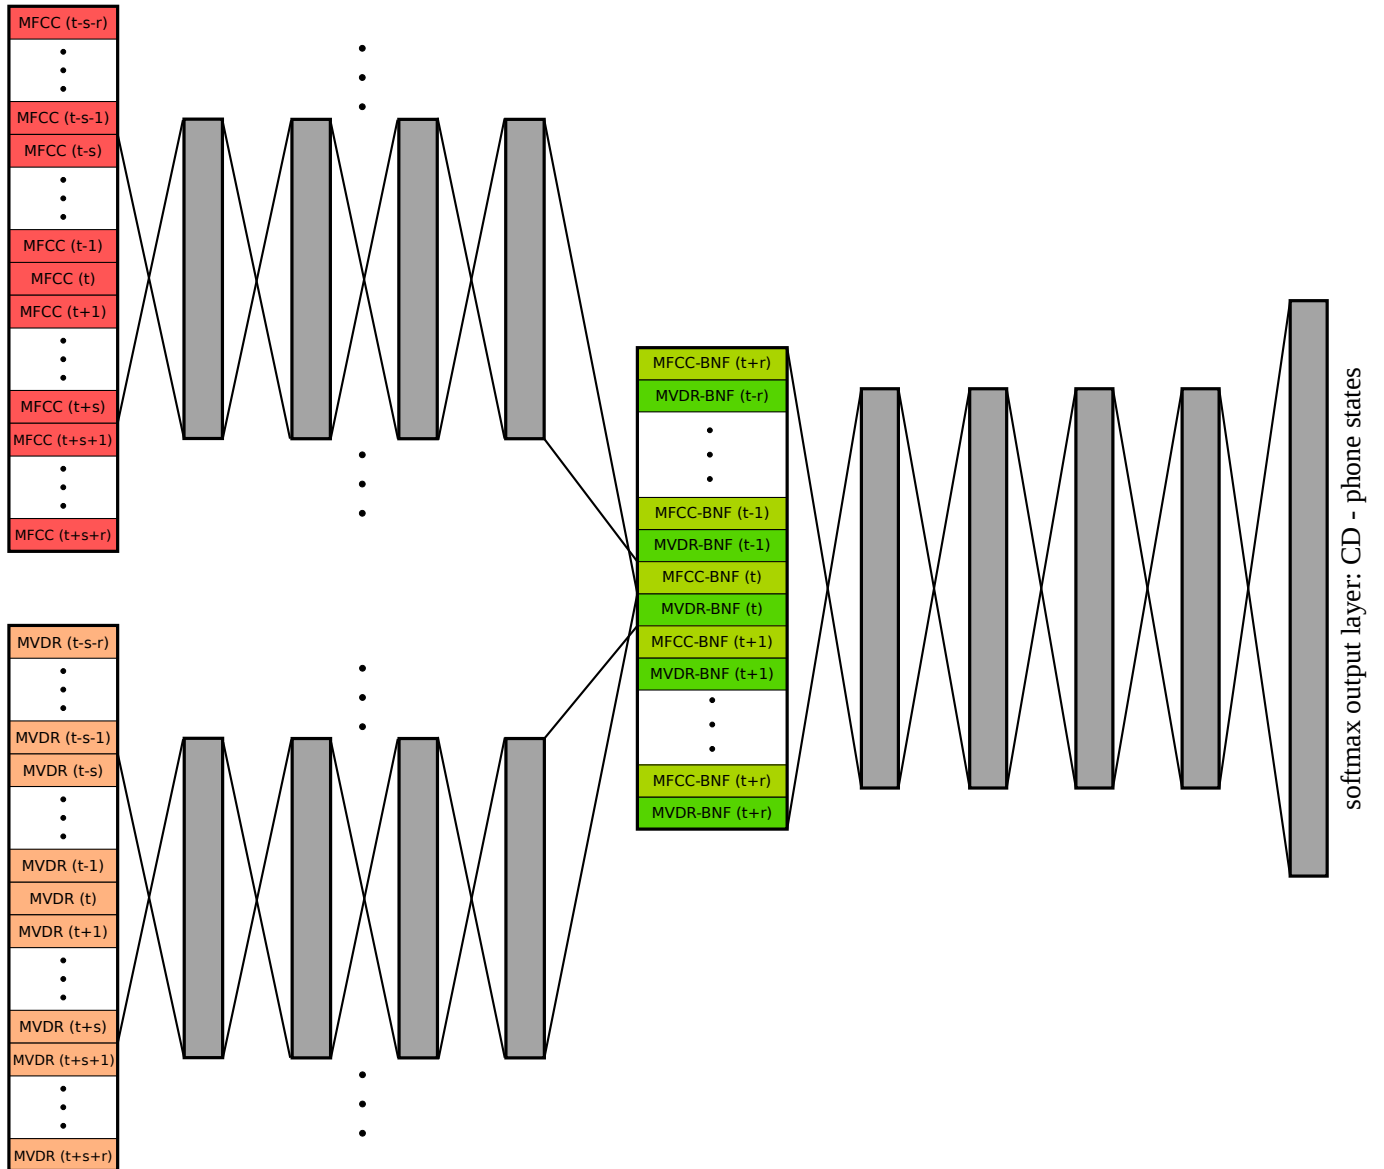 MFCC (t-s-r)
MFCC (t-s-1)
MFCC (t-s)
MFCC (t-1)
MFCC (t)
MFCC (t+1)
MFCC (t+s)
MFCC (t+s+1)
MFCC (t+s+r)
MVDR (t-s-r)
MVDR (t-s-1)
MVDR (t-s)
MVDR (t-1)
MVDR (t)
MVDR (t+1)
MVDR (t+s)
MVDR (t+s+1)
MVDR (t+s+r)
MFCC-BNF (t+r)
MVDR-BNF (t-r)
MFCC-BNF (t-1)
MVDR-BNF (t-1)
MFCC-BNF (t)
MVDR-BNF (t)
MFCC-BNF (t+1)
MVDR-BNF (t+1)
MFCC-BNF (t+r)
MVDR-BNF (t+r)
softmax output layer: CD - phone states